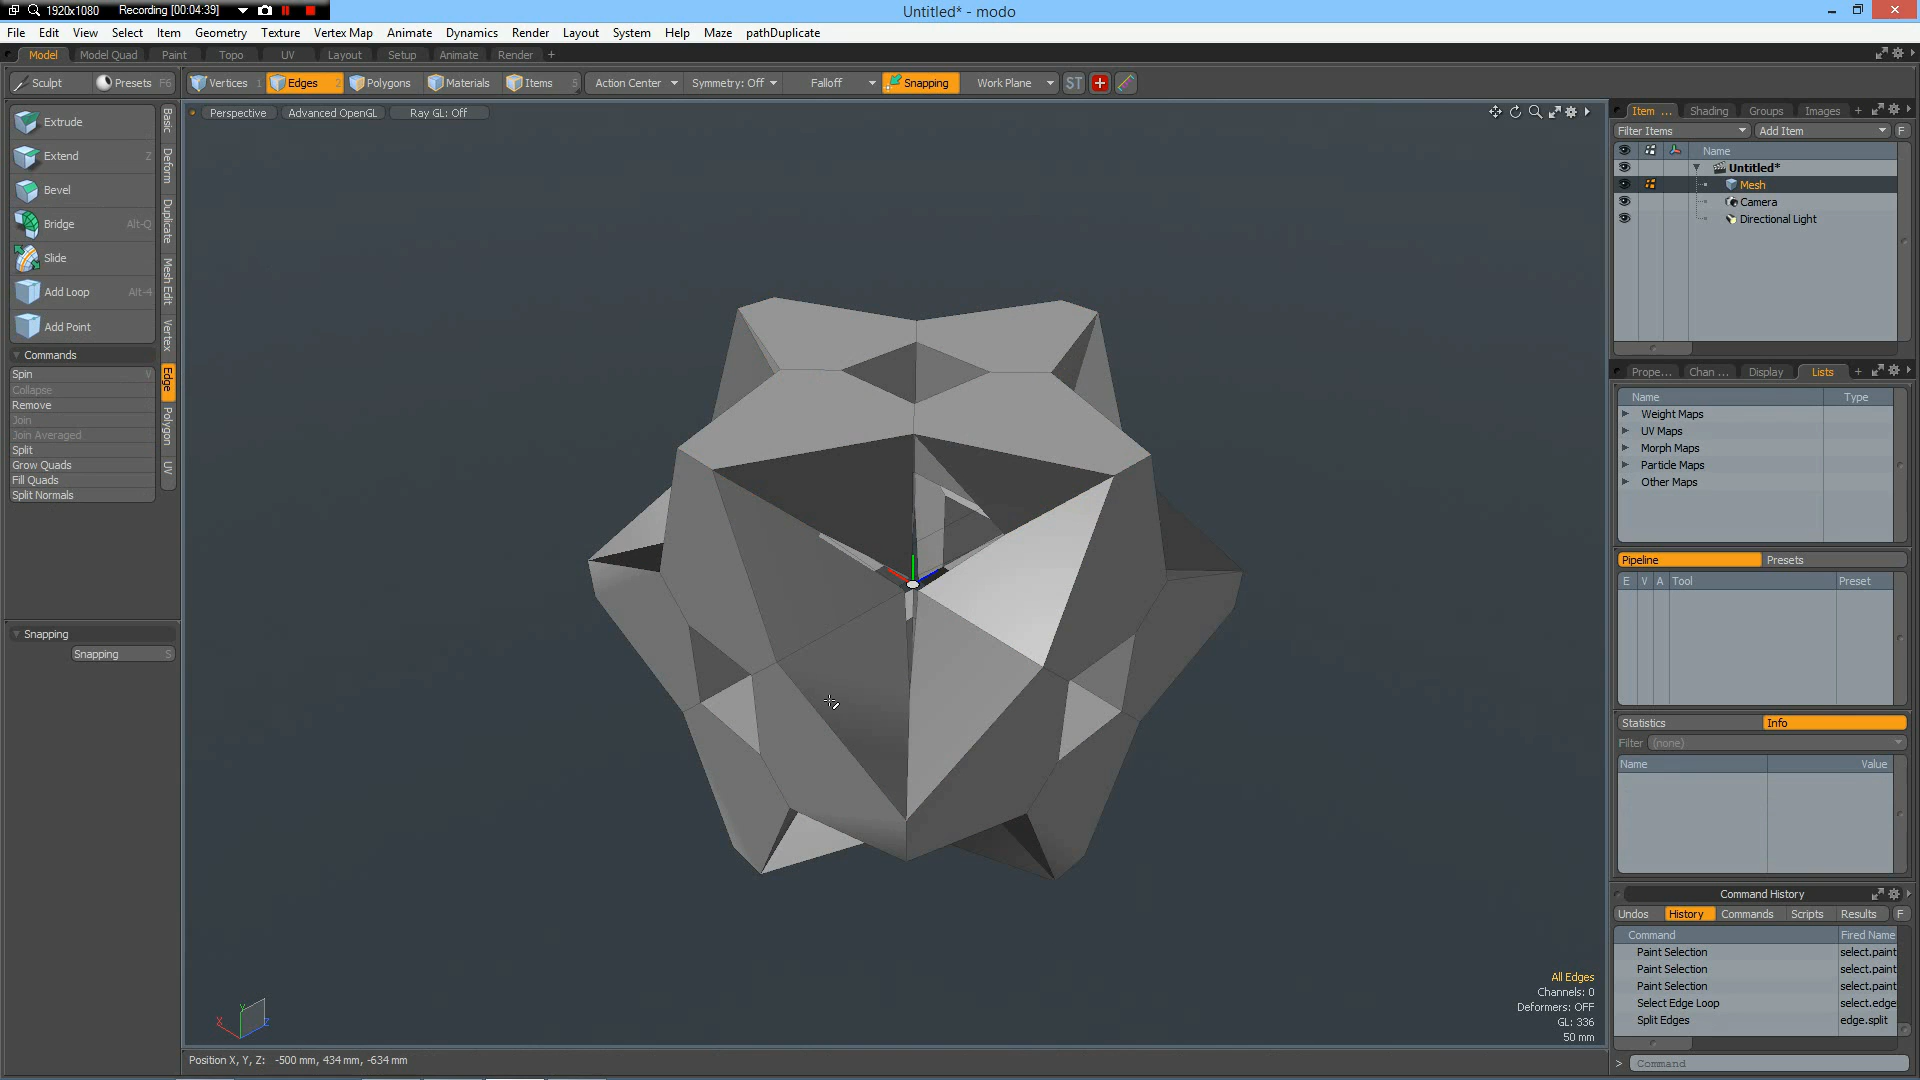 1920x1080 Recording [00:04:39]
Untitled* - modo
File Edit View Select Item Geometry Texture Vertex Map Animate Dynamics Render Layout System Help Maze pathDuplicate
Model Model Quad Paint Topo UV Layout Setup Animate Render +
Sculpt Presets F6 Vertices 1 Edges 2 Polygons Materials Items 5 Action Center Symmetry: Off Falloff Snapping Work Plane ST
Perspective Advanced OpenGL Ray GL: Off
Extrude
Extend Z
Bevel
Bridge Alt-Q
Slide
Add Loop Alt-4
Add Point
Commands
Spin V
Collapse
Remove
Join
Join Averaged
Split
Grow Quads
Fill Quads
Split Normals
Basic
Deform
Duplicate
Mesh Edit
Vertex
Edge
Polygon
UV
Snapping
Snapping S
Item ... Shading Groups Images +
Filter Items Add Item F
Name
Untitled*
Mesh
Camera
Directional Light
Prope... Chan ... Display Lists +
Name Type
Weight Maps
UV Maps
Morph Maps
Particle Maps
Other Maps
Pipeline Presets
E V A Tool Preset
Statistics Info
Filter (none)
Name Value
Command History
Undos History Commands Scripts Results F
Command Fired Name
Paint Selection select.paint
Paint Selection select.paint
Paint Selection select.paint
Select Edge Loop select.edge
Split Edges edge.split
> Command
All Edges
Channels: 0
Deformers: OFF
GL: 336
50 mm
Y
X
Z
Position X, Y, Z: -500 mm, 434 mm, -634 mm